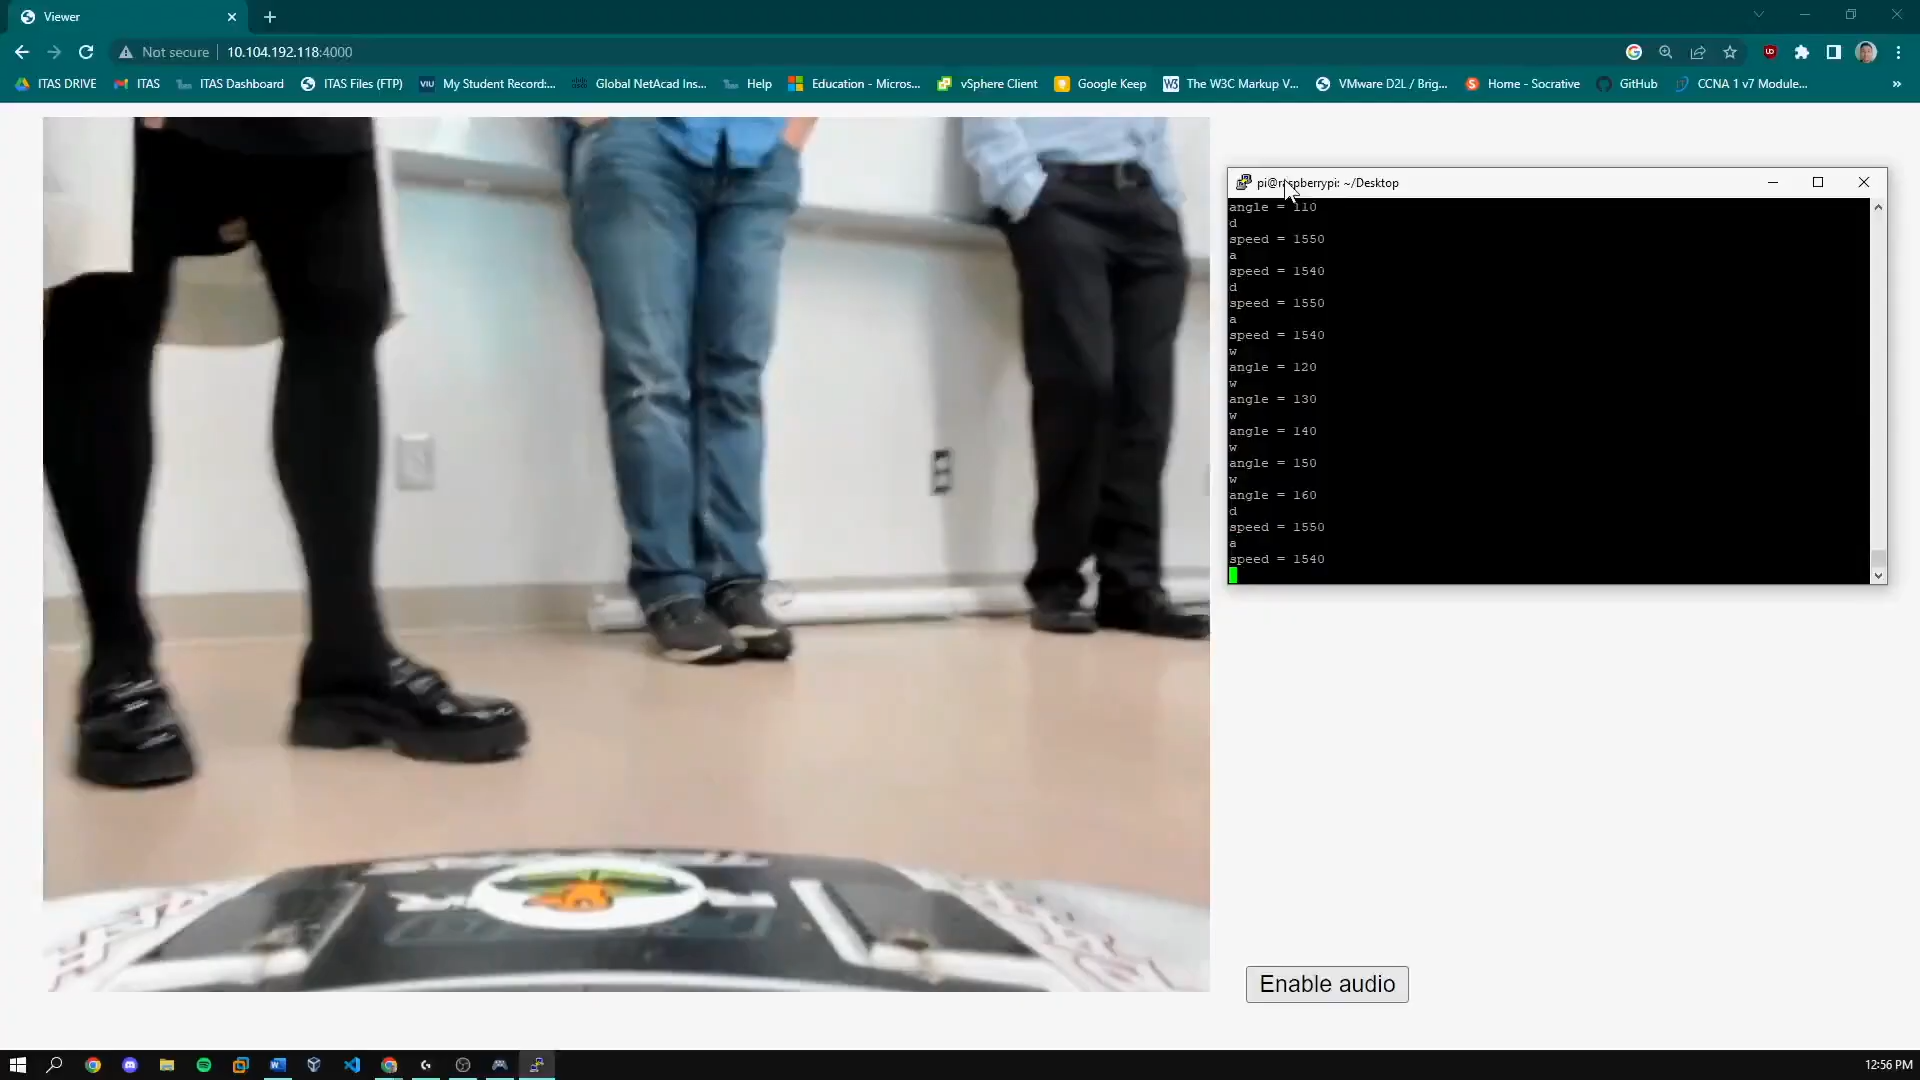 Viewer
Not secure
10.104.192.118:4000
ITAS DRIVE
ITAS
ITAS Dashboard
ITAS Files (FTP)
VIU
My Student Record:...
Global NetAcad Ins...
Help
Education - Micros...
vSphere Client
Google Keep
The W3C Markup V...
VMware D2L / Brig...
Home - Socrative
GitHub
CCNA 1 v7 Module...
»
pi@raspberrypi: ~/Desktop
angle = 110
d
speed = 1550
a
speed = 1540
d
speed = 1550
a
speed = 1540
w
angle = 120
w
angle = 130
w
angle = 140
w
angle = 150
w
angle = 160
d
speed = 1550
a
speed = 1540
Enable audio
12:56 PM